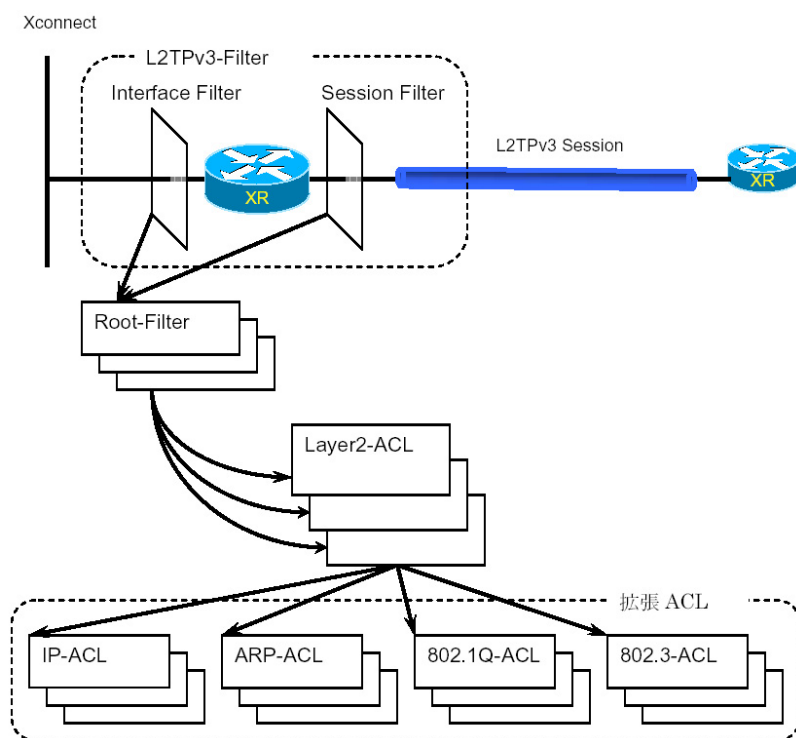 Xconnect
L2TPv3-Filter
Interface Filter
Session Filter
L2TPv3 Session
XR
XR
Root-Filter
Layer2-ACL
拡張 ACL
IP-ACL
ARP-ACL
802.1Q-ACL
802.3-ACL